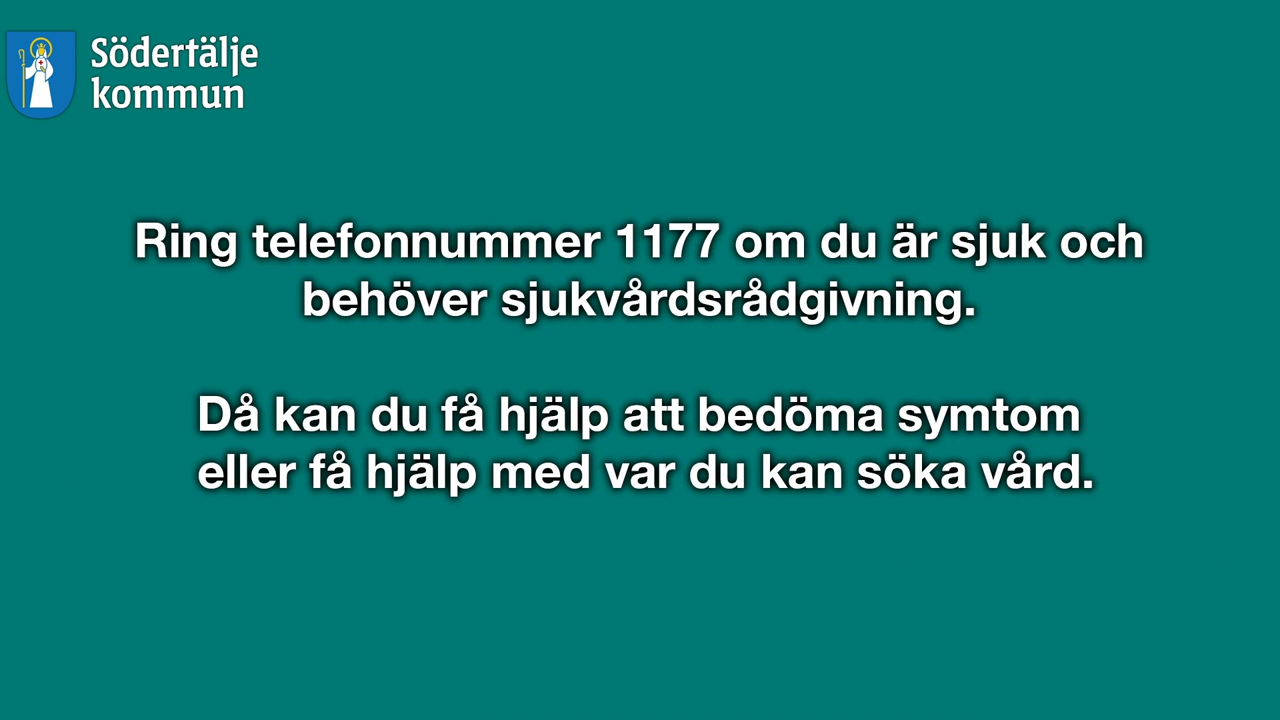 Södertälje
kommun
Ring telefonnummer 1177 om du är sjuk och
behöver sjukvårdsrådgivning.
Då kan du få hjälp att bedöma symtom
eller få hjälp med var du kan söka vård.